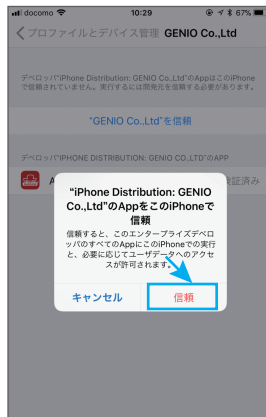 docomo 10:29 67%
プロファイルとデバイス管理 GENIO Co.,Ltd
デベロッパ"iPhone Distribution: GENIO Co.,Ltd"のAppはこのiPhone
で信頼されていません。実行するには開発元を信頼する必要があります。
"GENIO Co.,Ltd"を信頼
デベロッパ"IPHONE DISTRIBUTION: GENIO CO.,LTD"のAPP
証済み
"iPhone Distribution: GENIO
Co.,Ltd"のAppをこのiPhoneで
信頼
信頼すると、このエンタープライズデベロ
ッパのすべてのAppにこのiPhoneでの実行
と、必要に応じてユーザデータへのアクセ
スが許可されます。
キャンセル 信頼